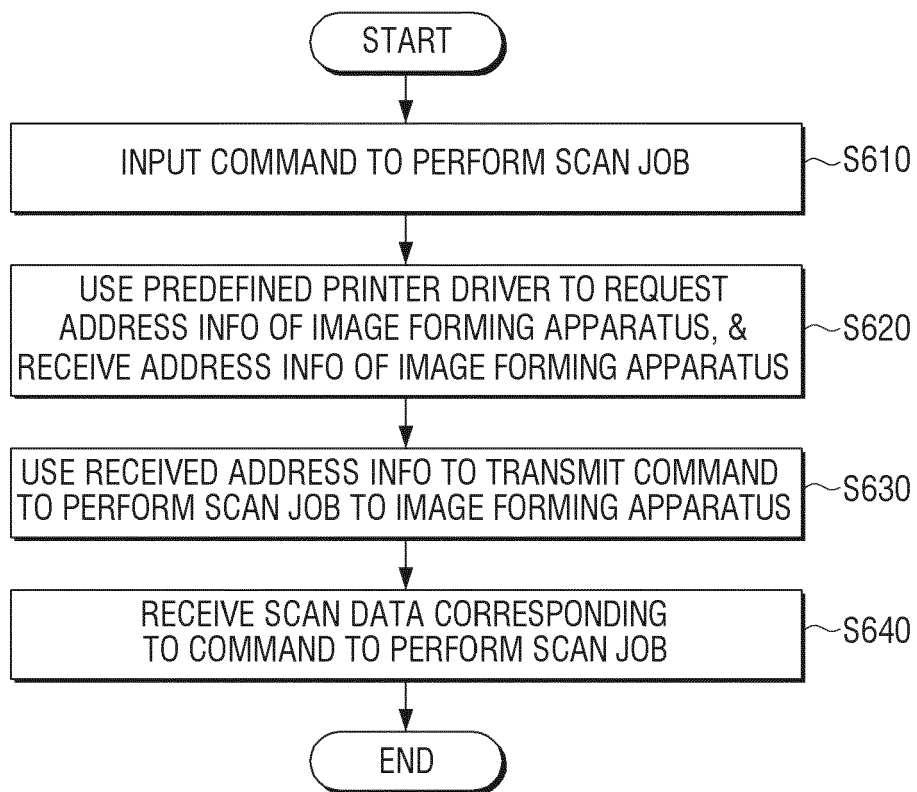 START
INPUT COMMAND TO PERFORM SCAN JOB
S610
USE PREDEFINED PRINTER DRIVER TO REQUEST
ADDRESS INFO OF IMAGE FORMING APPARATUS, &
RECEIVE ADDRESS INFO OF IMAGE FORMING APPARATUS
S620
USE RECEIVED ADDRESS INFO TO TRANSMIT COMMAND
TO PERFORM SCAN JOB TO IMAGE FORMING APPARATUS
S630
RECEIVE SCAN DATA CORRESPONDING
TO COMMAND TO PERFORM SCAN JOB
S640
END